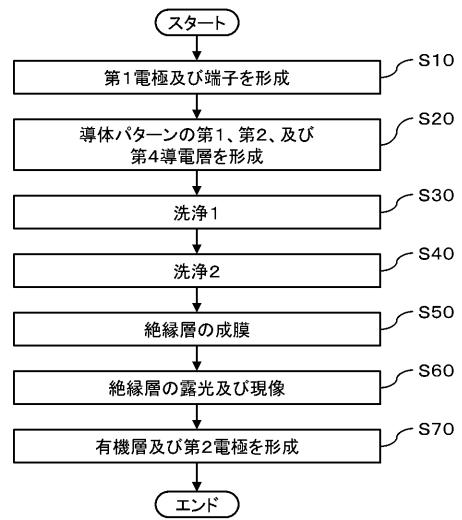 スタート
第1電極及び端子を形成
S10
導体パターンの第1、第2、及び
第4導電層を形成
S20
洗浄1
S30
洗浄2
S40
絶縁層の成膜
S50
絶縁層の露光及び現像
S60
有機層及び第2電極を形成
S70
エンド